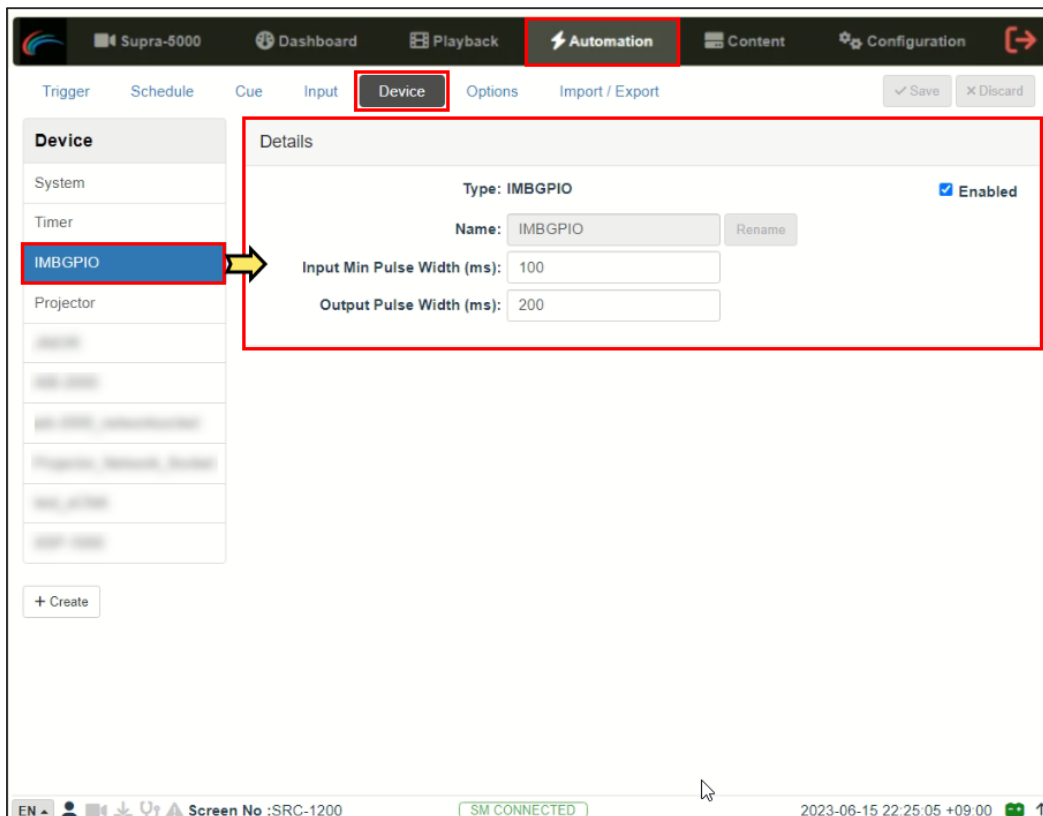 Supra-5000 Dashboard Playback Automation Content Configuration
Trigger Schedule Cue Input Device Options Import / Export Save Discard
Device
System
Timer
IMBGPIO
Projector
+ Create
Details
Type: IMBGPIO Enabled
Name: IMBGPIO Rename
Input Min Pulse Width (ms): 100
Output Pulse Width (ms): 200
EN Screen No :SRC-1200 SM CONNECTED 2023-06-15 22:25:05 +09:00